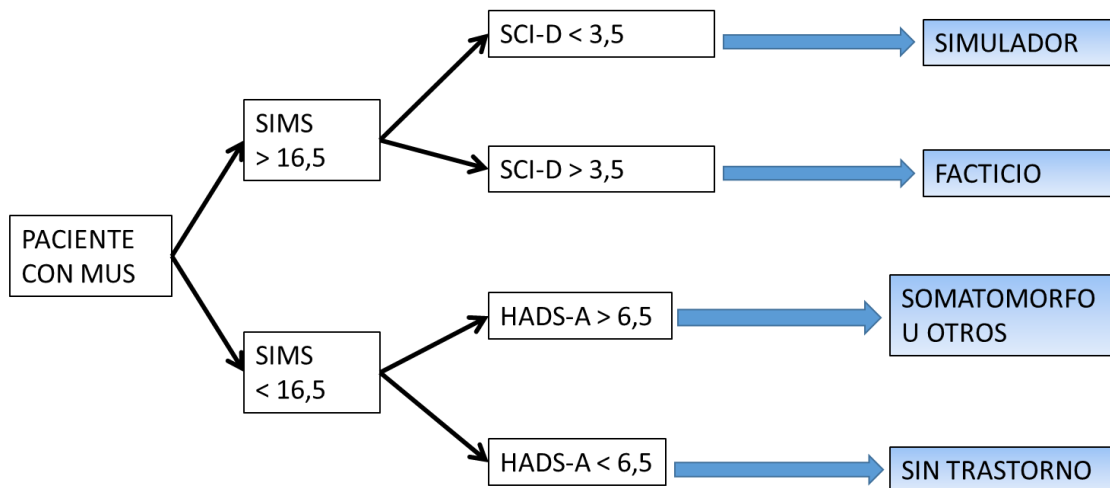 SCI-D < 3,5
SIMULADOR
SIMS
> 16,5
SCI-D > 3,5
FACTICIO
PACIENTE
CON MUS
HADS-A > 6,5
SOMATOMORFO
U OTROS
SIMS
< 16,5
HADS-A < 6,5
SIN TRASTORNO